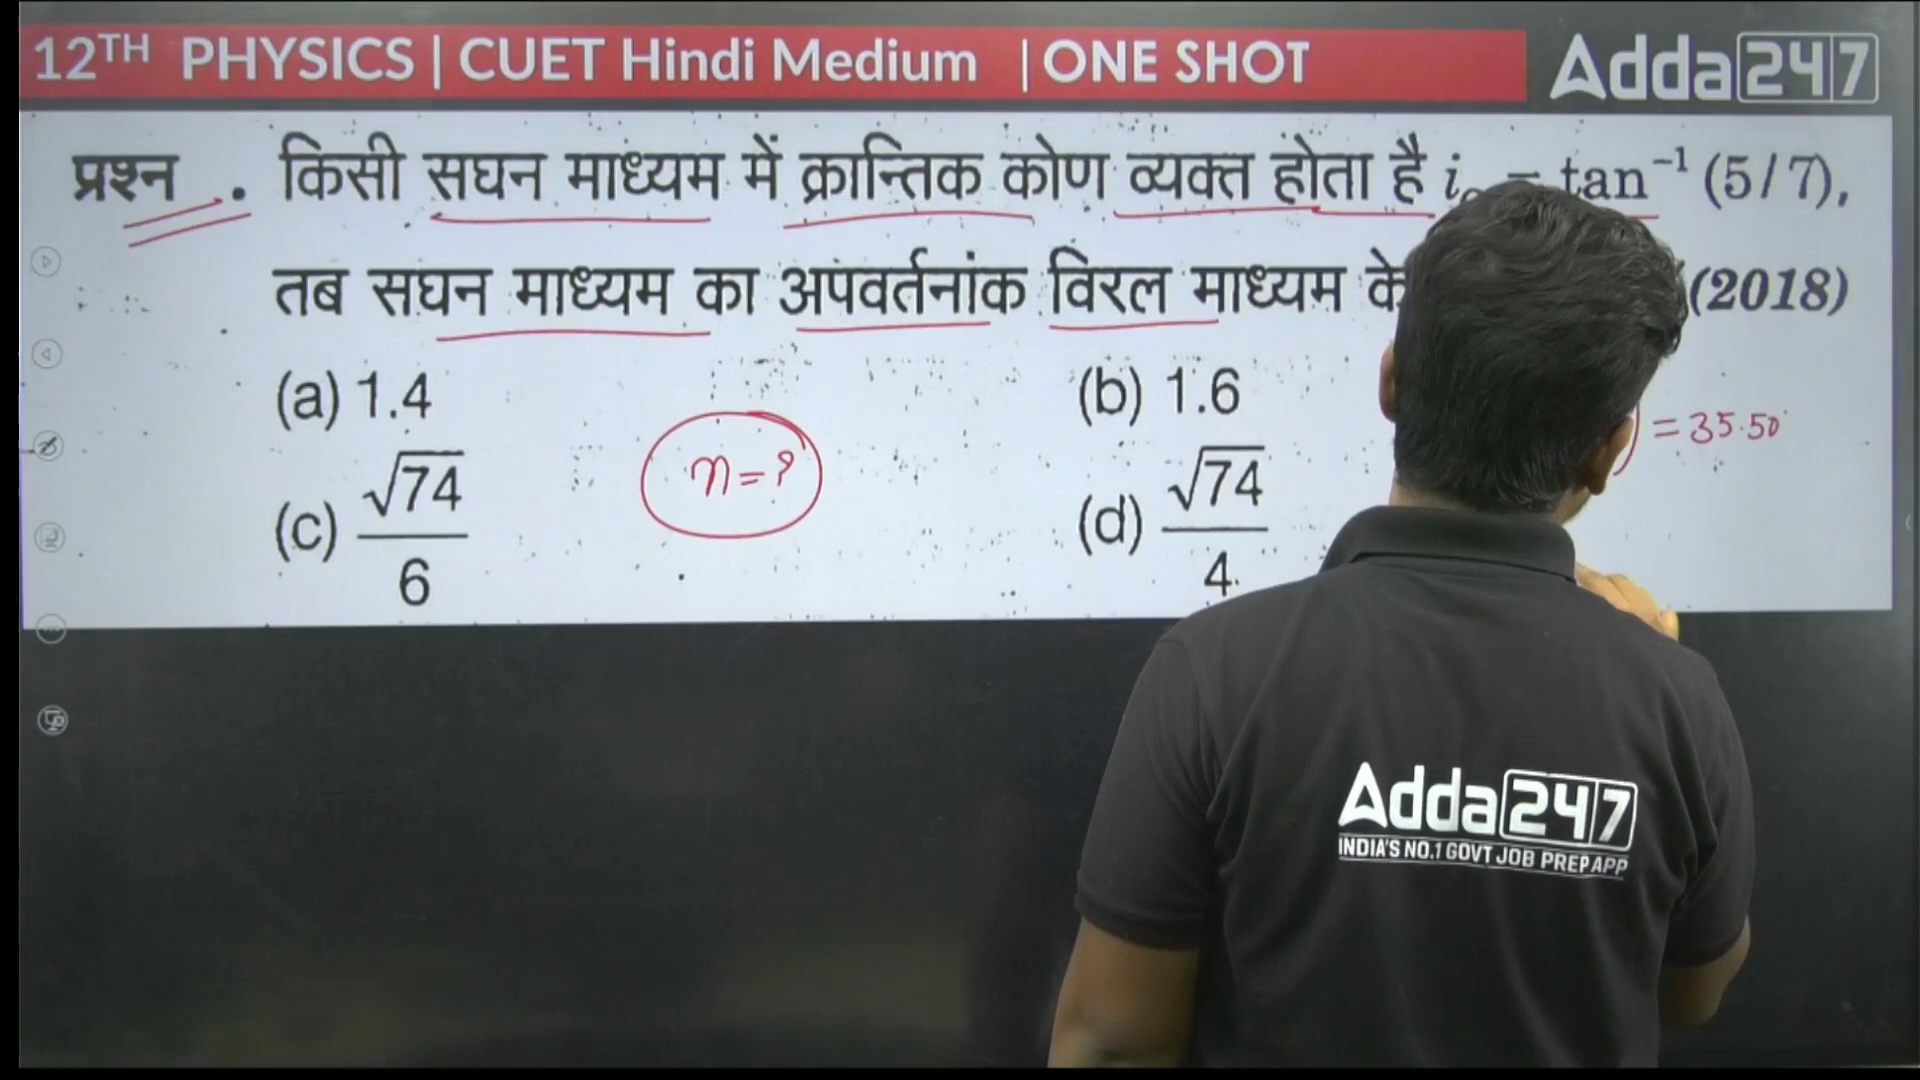 12TH PHYSICS | CUET Hindi Medium | ONE SHOT
Adda247
प्रश्न . किसी सघन माध्यम में क्रान्तिक कोण व्यक्त होता है i = tan⁻¹ (5/7),
तब सघन माध्यम का अपवर्तनांक विरल माध्यम के (2018)
(a) 1.4 (b) 1.6
) = 35.50
n = ?
(c) √74/6 (d) √74/4
Adda247
INDIA'S NO.1 GOVT JOB PREP APP